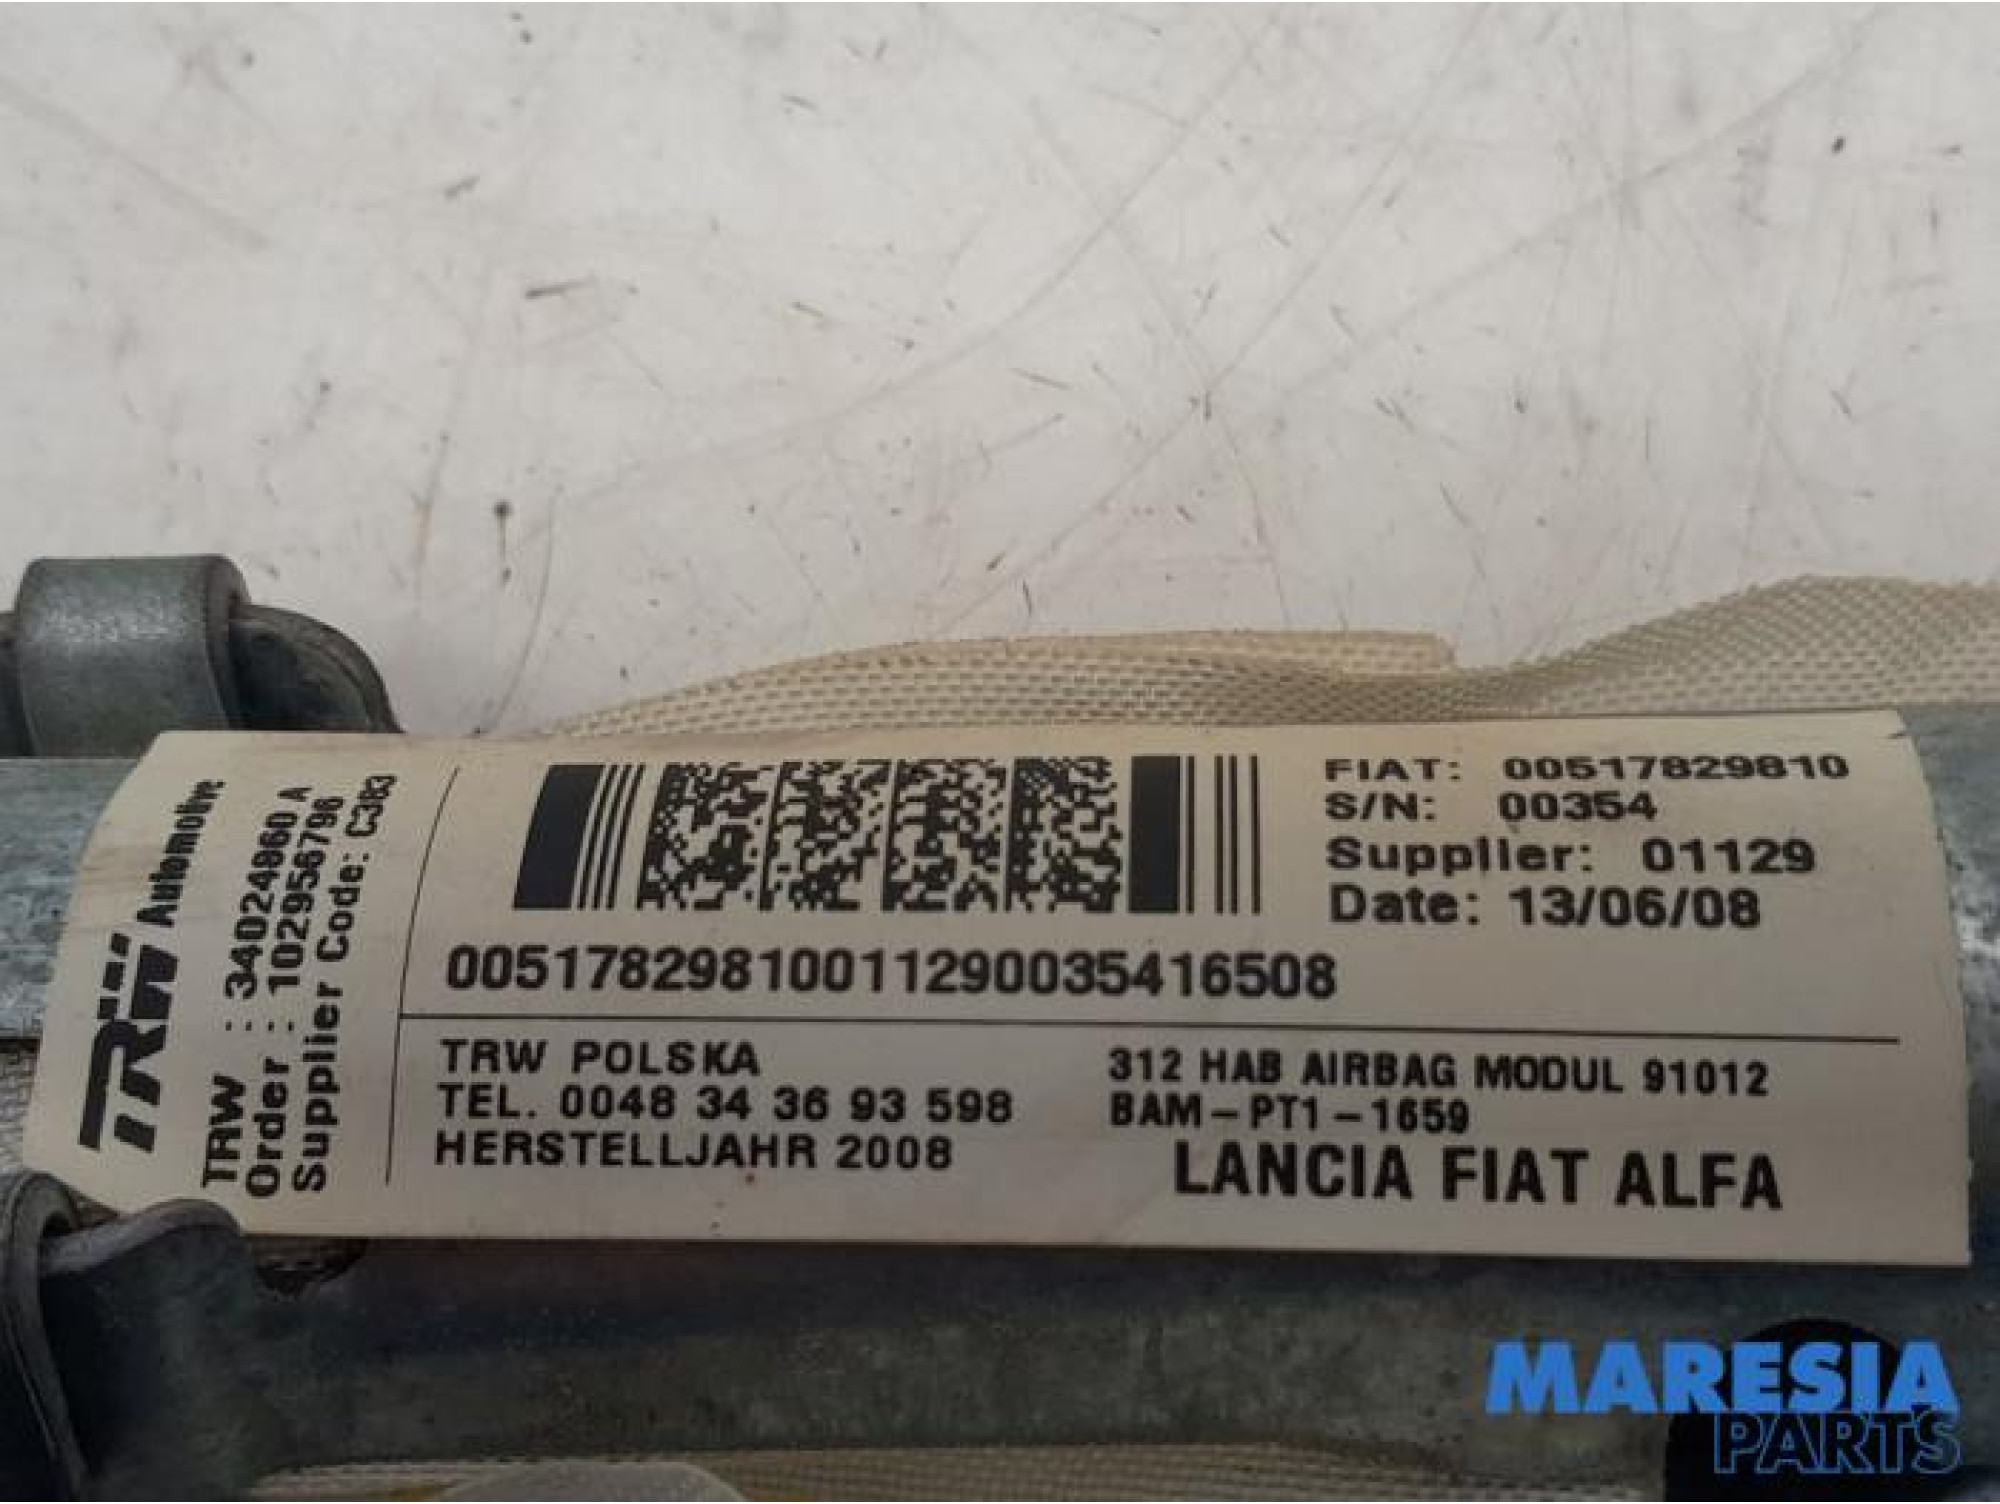 TRW Automotive
TRW : 34024860 A
Order : 1029567796
Supplier Code: C383
FIAT: 00517829810
S/N: 00354
Supplier: 01129
Date: 13/06/08
00517829810011290035416508
TRW POLSKA
TEL. 0048 34 36 93 598
HERSTELLJAHR 2008
312 HAB AIRBAG MODUL 91012
BAM-PT1-1659
LANCIA FIAT ALFA
MARESIA
PARTS